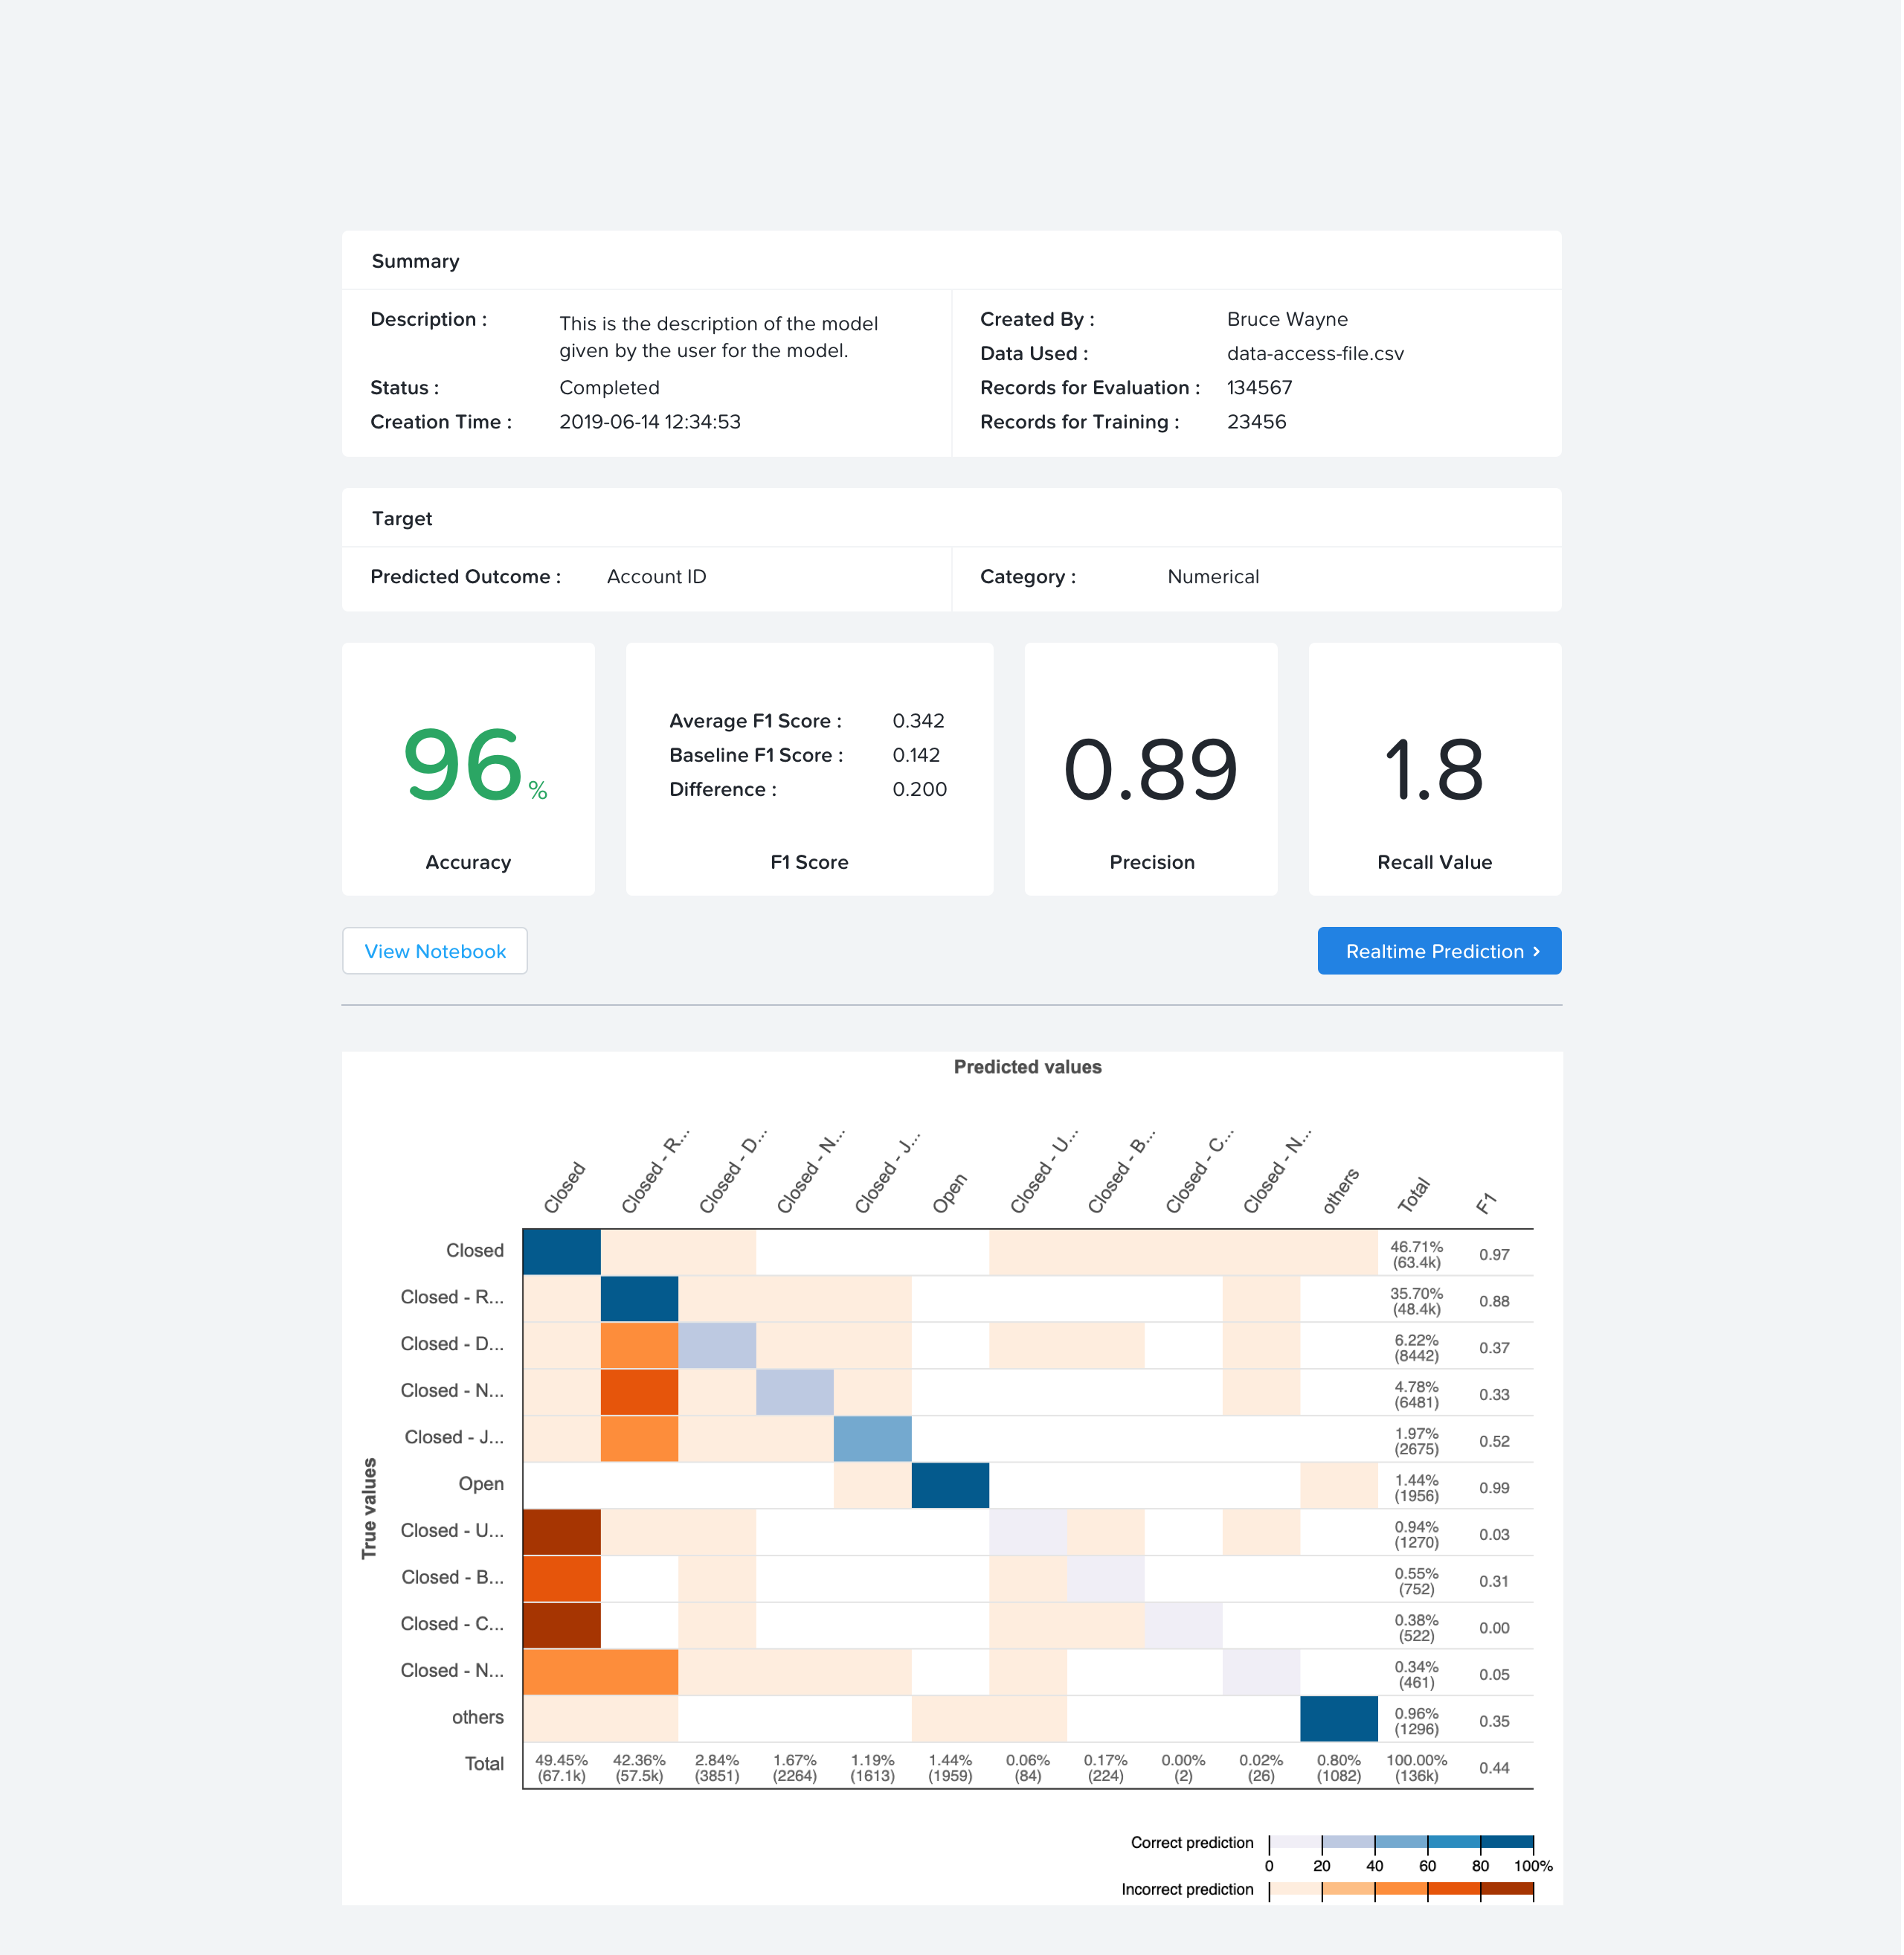 Summary
Description :
This is the description of the model
given by the user for the model.
Status :
Completed
Creation Time :
2019-06-14 12:34:53
Created By :
Bruce Wayne
Data Used :
data-access-file.csv
Records for Evaluation :
134567
Records for Training :
23456
Target
Predicted Outcome :
Account ID
Category :
Numerical
96%
Accuracy
Average F1 Score :
0.342
Baseline F1 Score :
0.142
Difference :
0.200
F1 Score
0.89
Precision
1.8
Recall Value
View Notebook
Realtime Prediction ›
Predicted values
Closed
Closed - R...
Closed - D...
Closed - N...
Closed - J...
Open
Closed - U...
Closed - B...
Closed - C...
Closed - N...
others
Total
F1
True values
Closed
46.71%
(63.4k)
0.97
Closed - R...
35.70%
(48.4k)
0.88
Closed - D...
6.22%
(8442)
0.37
Closed - N...
4.78%
(6481)
0.33
Closed - J...
1.97%
(2675)
0.52
Open
1.44%
(1956)
0.99
Closed - U...
0.94%
(1270)
0.03
Closed - B...
0.55%
(752)
0.31
Closed - C...
0.38%
(522)
0.00
Closed - N...
0.34%
(461)
0.05
others
0.96%
(1296)
0.35
Total
49.45%
(67.1k)
42.36%
(57.5k)
2.84%
(3851)
1.67%
(2264)
1.19%
(1613)
1.44%
(1959)
0.06%
(84)
0.17%
(224)
0.00%
(2)
0.02%
(26)
0.80%
(1082)
100.00%
(136k)
0.44
Correct prediction
0 20 40 60 80 100%
Incorrect prediction